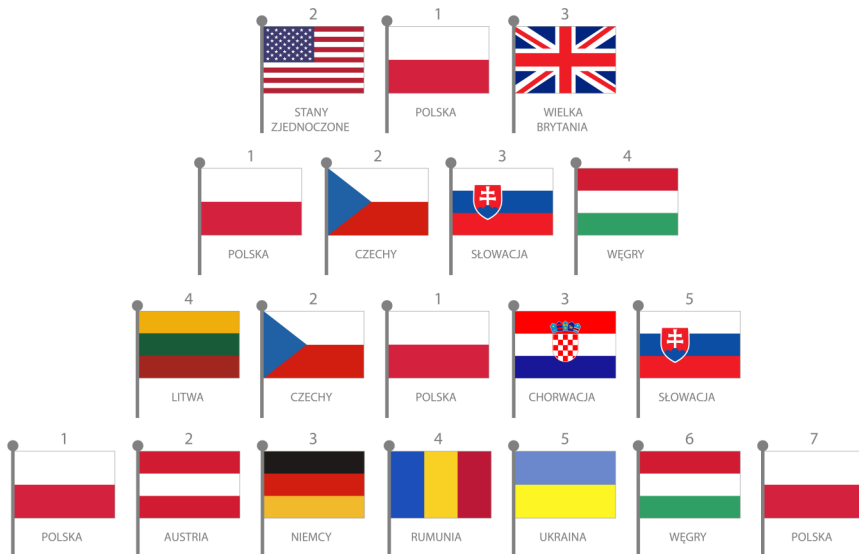 2 1 3
STANY ZJEDNOCZONE POLSKA WIELKA BRYTANIA
1 2 3 4
POLSKA CZECHY SŁOWACJA WĘGRY
4 2 1 3 5
LITWA CZECHY POLSKA CHORWACJA SŁOWACJA
1 2 3 4 5 6 7
POLSKA AUSTRIA NIEMCY RUMUNIA UKRAINA WĘGRY POLSKA